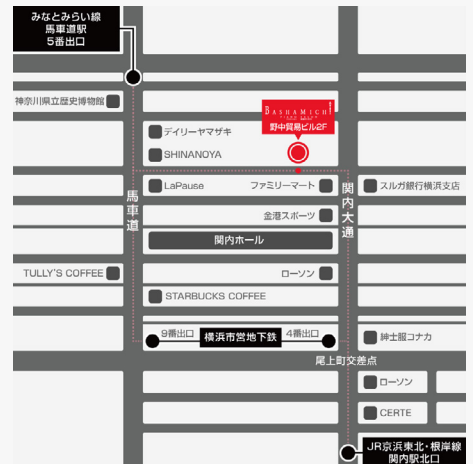 みなとみらい線
馬車道駅
5番出口
神奈川県立歴史博物館
BASHAMICHI
野中貿易ビル2F
デイリーヤマザキ
SHINANOYA
LaPause
ファミリーマート
スルガ銀行横浜支店
馬車道
関内大通
金港スポーツ
関内ホール
TULLY'S COFFEE
ローソン
STARBUCKS COFFEE
9番出口
横浜市営地下鉄
4番出口
紳士服コナカ
尾上町交差点
ローソン
CERTE
JR京浜東北・根岸線
関内駅北口